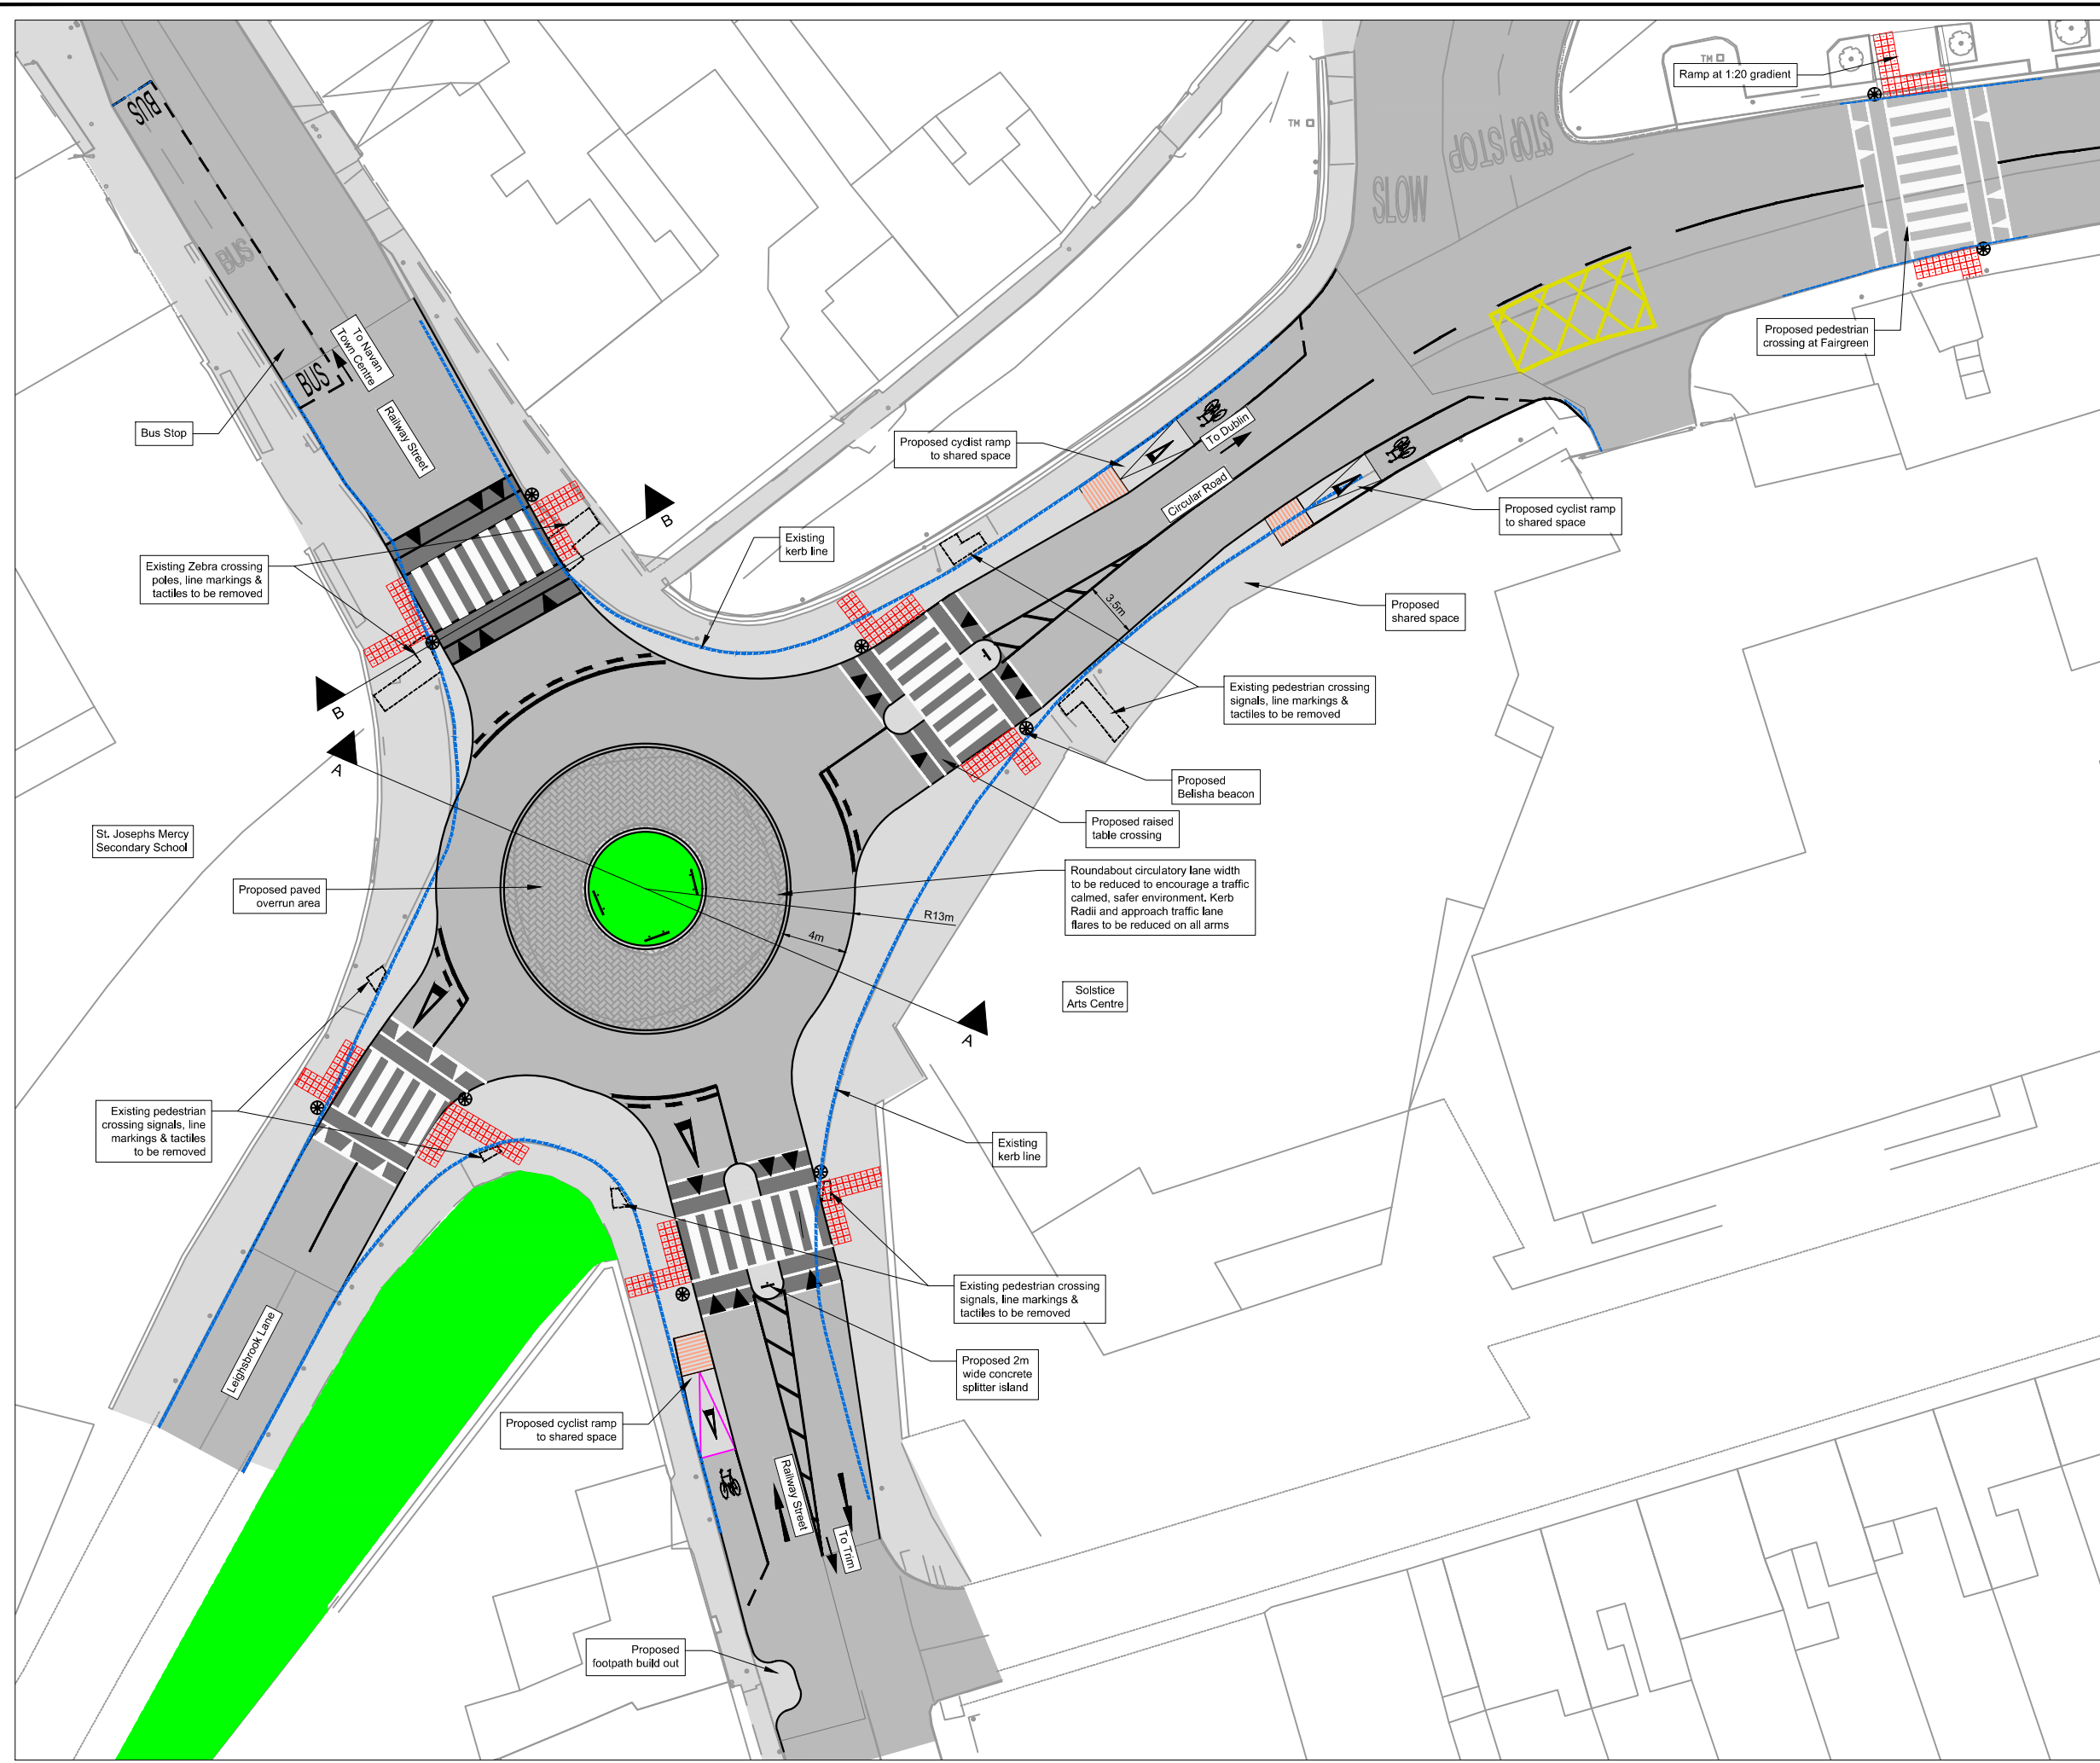 TM
Ramp at 1:20 gradient
BUS
STOP
STOP
TM
SLOW
BUS
To Navan
Town Centre
BUS
Proposed pedestrian
crossing at Fairgreen
Bus Stop
Railway Street
Proposed cyclist ramp
to shared space
To Dublin
Circular Road
Proposed cyclist ramp
to shared space
B
Existing
kerb line
Existing Zebra crossing
poles, line markings &
tactiles to be removed
3.5m
Proposed
shared space
B
Existing pedestrian crossing
signals, line markings &
tactiles to be removed
A
Proposed
Belisha beacon
St. Josephs Mercy
Secondary School
Proposed raised
table crossing
Proposed paved
overrun area
Roundabout circulatory lane width
to be reduced to encourage a traffic
calmed, safer environment. Kerb
Radii and approach traffic lane
flares to be reduced on all arms
R13m
4m
Solstice
Arts Centre
A
Existing pedestrian
crossing signals, line
markings & tactiles
to be removed
Existing
kerb line
Existing pedestrian crossing
signals, line markings &
tactiles to be removed
Leighsbrook Lane
Proposed 2m
wide concrete
splitter island
Proposed cyclist ramp
to shared space
Railway Street
To Trim
Proposed
footpath build out